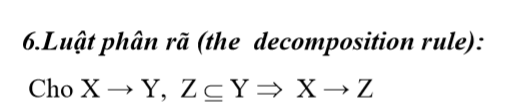 6.Luật phân rã (the decomposition rule):
Cho X → Y, Z ⊆ Y ⇒ X → Z